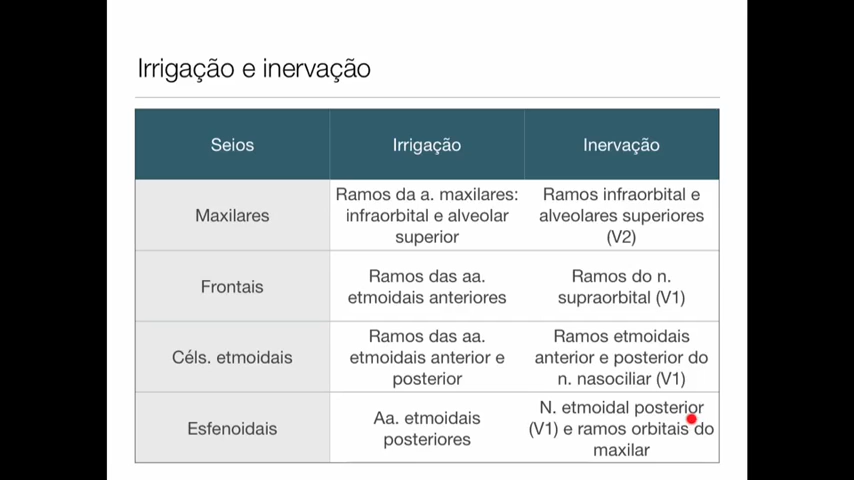 Irrigação e inervação
Seios
Irrigação
Inervação
Maxilares
Ramos da a. maxilares:
infraorbital e alveolar
superior
Ramos infraorbital e
alveolares superiores
(V2)
Frontais
Ramos das aa.
etmoidais anteriores
Ramos do n.
supraorbital (V1)
Céls. etmoidais
Ramos das aa.
etmoidais anterior e
posterior
Ramos etmoidais
anterior e posterior do
n. nasociliar (V1)
Esfenoidais
Aa. etmoidais
posteriores
N. etmoidal posterior
(V1) e ramos orbitais do
maxilar